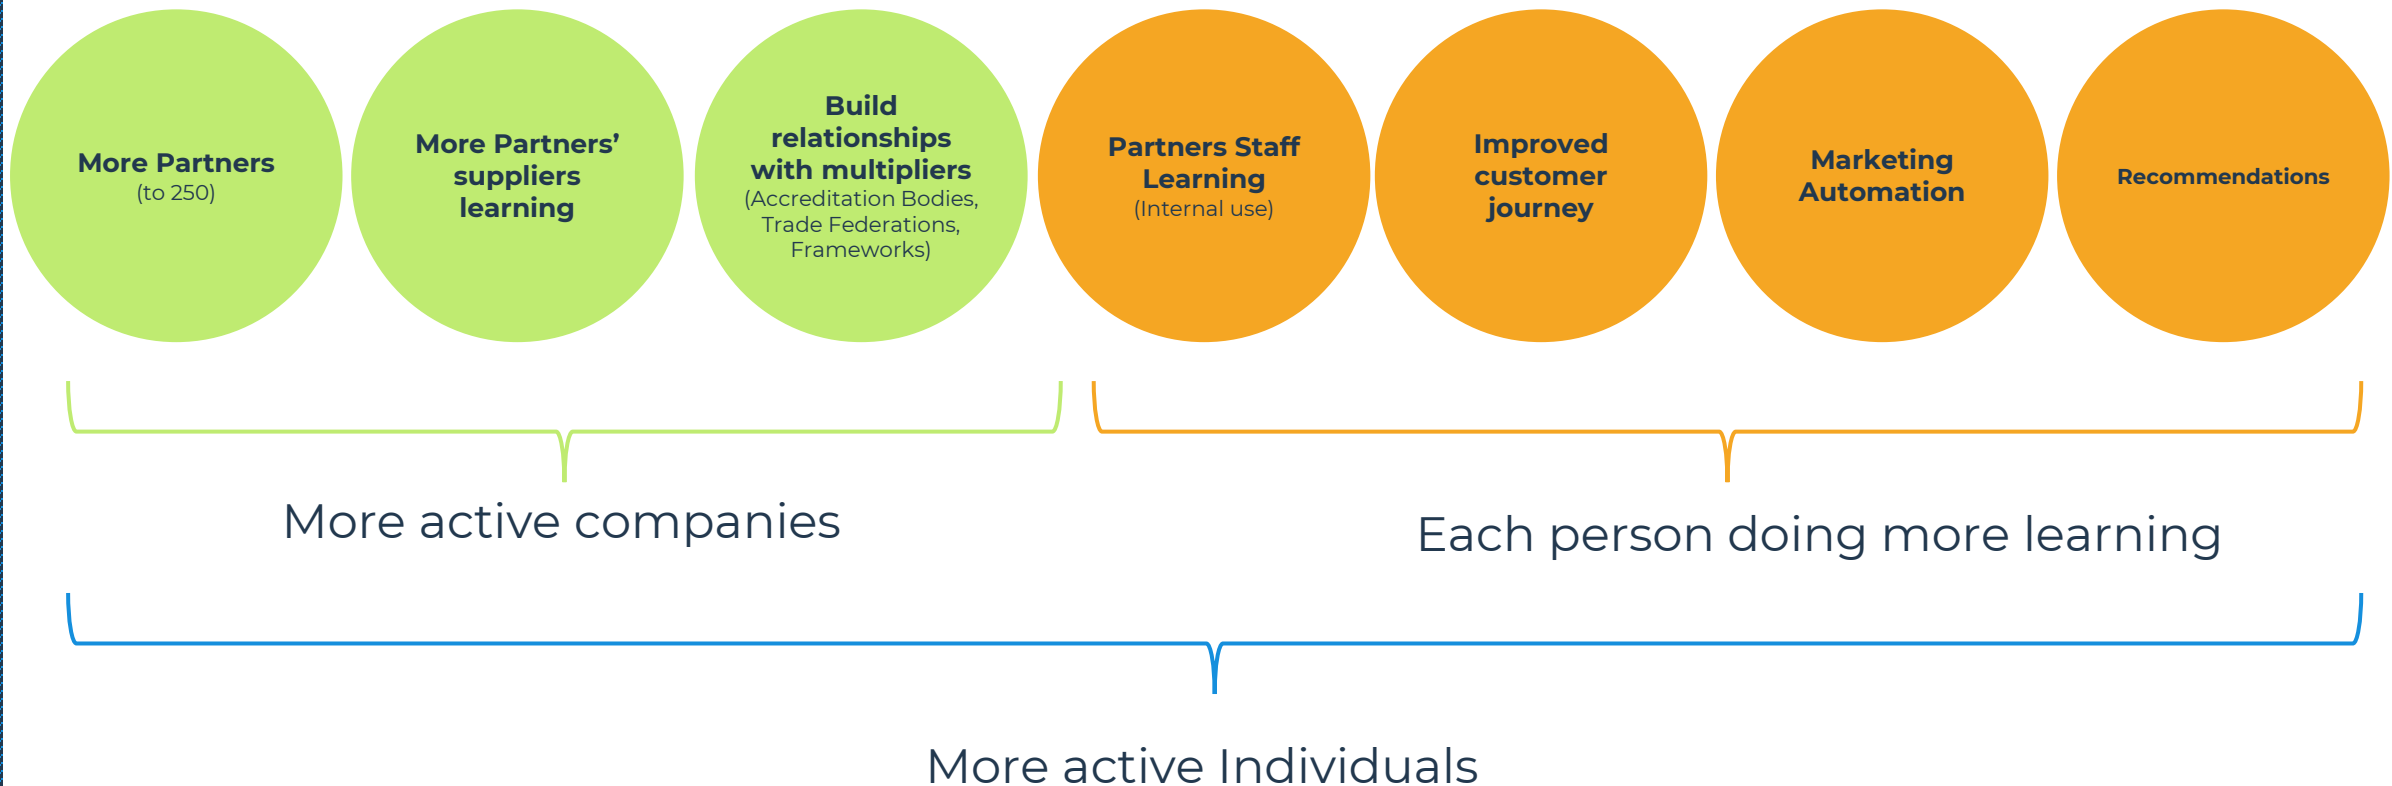 More Partners
(to 250)
More Partners’
suppliers
learning
Build
relationships
with multipliers
(Accreditation Bodies,
Trade Federations,
Frameworks)
Partners Staff
Learning
(Internal use)
Improved
customer
journey
Marketing
Automation
Recommendations
More active companies
Each person doing more learning
More active Individuals